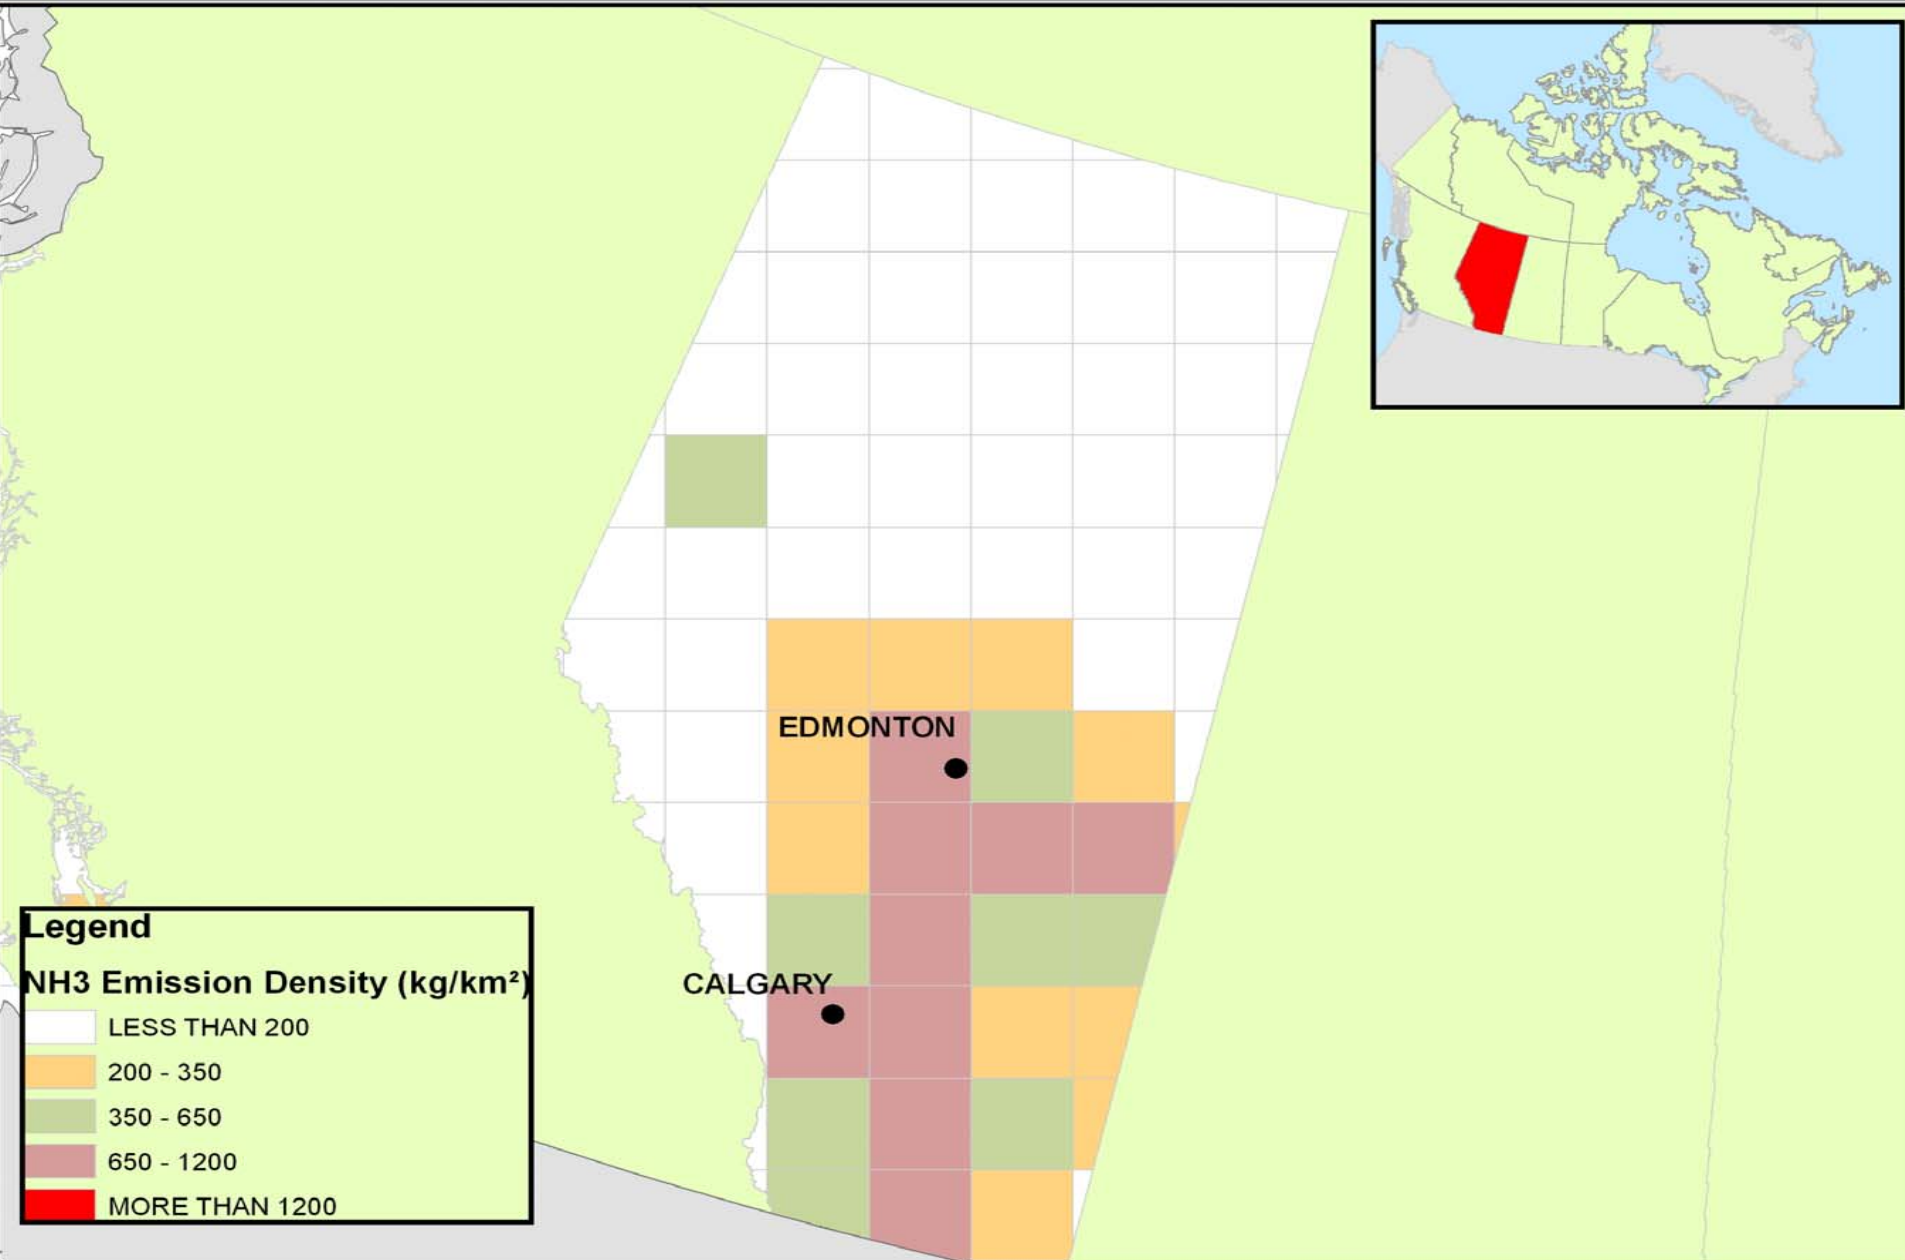 EDMONTON
CALGARY
Legend
NH3 Emission Density (kg/km²)
LESS THAN 200
200 - 350
350 - 650
650 - 1200
MORE THAN 1200